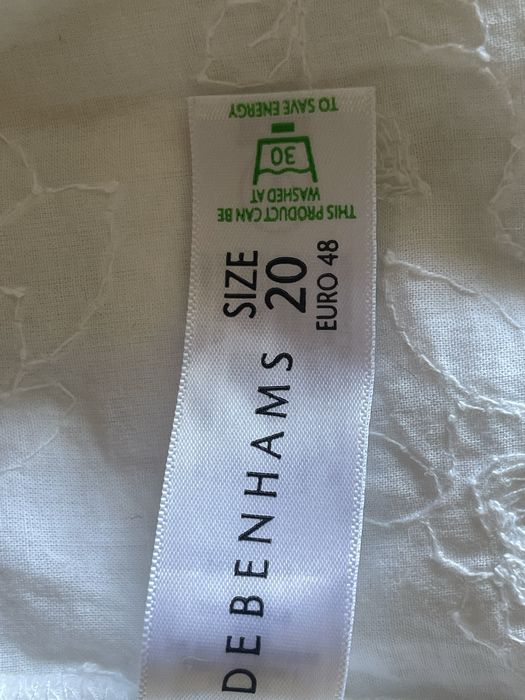 DEBENHAMS
SIZE
20
EURO 48
THIS PRODUCT CAN BE
WASHED AT
30
TO SAVE ENERGY